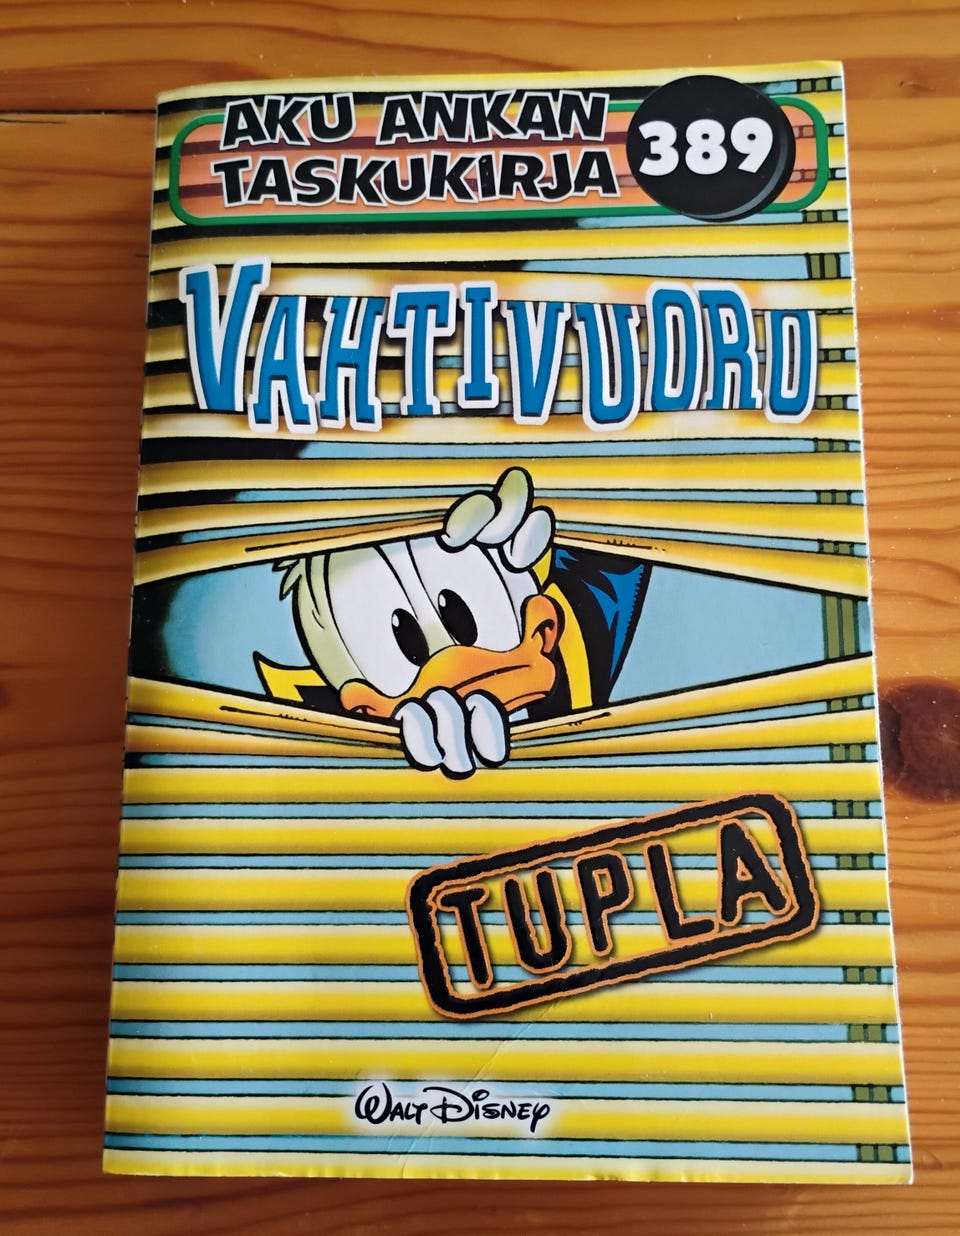 AKU ANKAN
TASKUKIRJA
389
VAHTIVUORO
TUPLA
Walt Disney